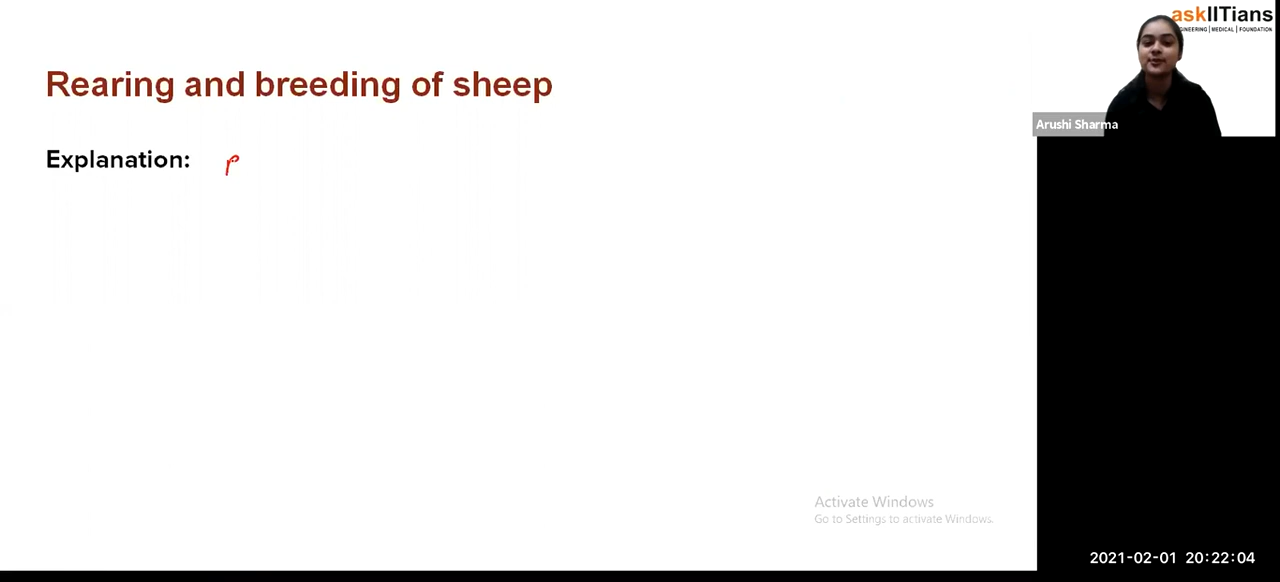 askIITians
ENGINEERING | MEDICAL | FOUNDATION
Rearing and breeding of sheep
Arushi Sharma
Explanation: r
Activate Windows
Go to Settings to activate Windows.
2021-02-01 20:22:04